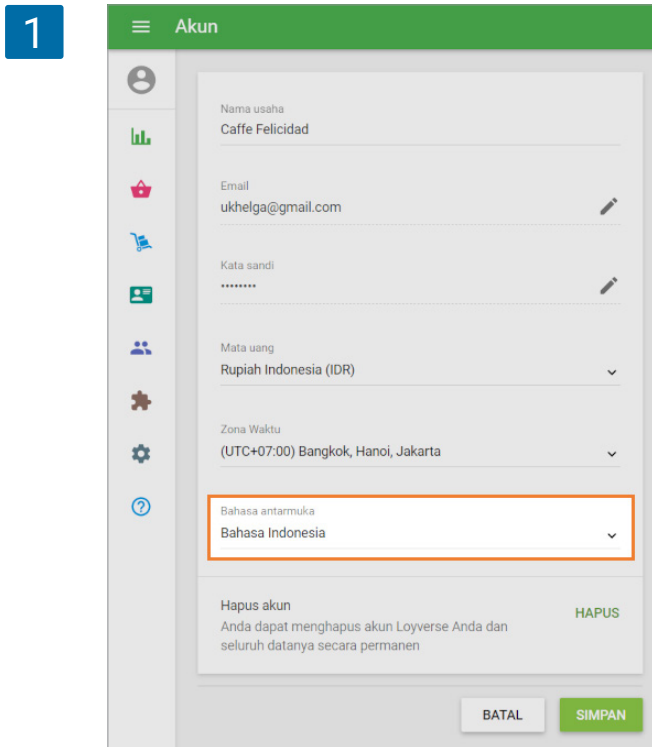 1
Akun
Nama usaha
Caffe Felicidad
Email
ukhelga@gmail.com
Kata sandi
••••••••
Mata uang
Rupiah Indonesia (IDR)
Zona Waktu
(UTC+07:00) Bangkok, Hanoi, Jakarta
Bahasa antarmuka
Bahasa Indonesia
Hapus akun
HAPUS
Anda dapat menghapus akun Loyverse Anda dan
seluruh datanya secara permanen
BATAL
SIMPAN